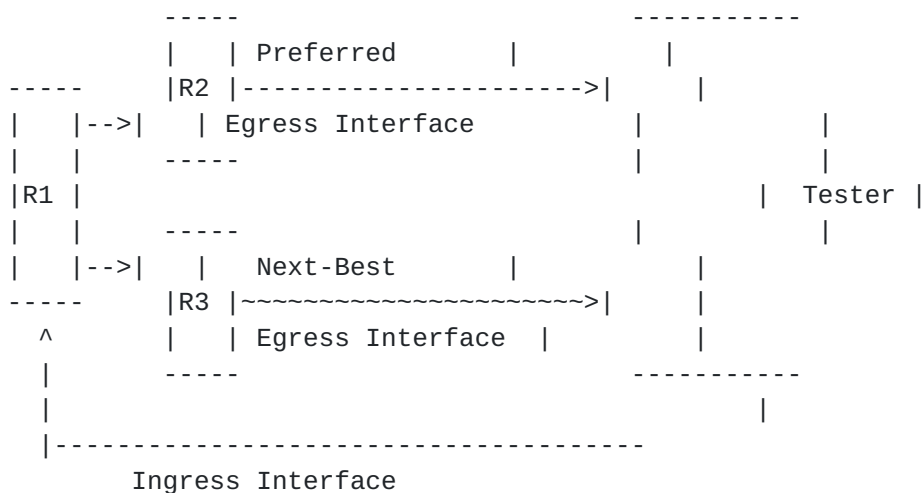 -----                         -----------
|   | Preferred       |         |
-----     |R2 |---------------------->|     |
|   |-->|   | Egress Interface          |           |
|   |     -----                         |           |
|R1 |                                           |  Tester |
|   |     -----                         |           |
|   |-->|   |   Next-Best       |           |
-----     |R3 |~~~~~~~~~~~~~~~~~~~~~~>|     |
^       |   | Egress Interface  |         |
|       -----                         -----------
|                                             |
|--------------------------------------
Ingress Interface